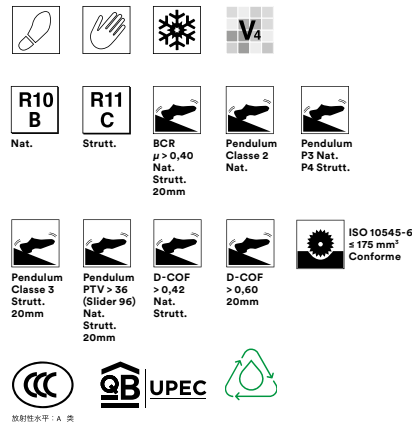 V4
R10
B
R11
C
Nat.
Strutt.
BCR
µ > 0,40
Nat.
Strutt.
20mm
Pendulum
Classe 2
Nat.
Pendulum
P3 Nat.
P4 Strutt.
Pendulum
Classe 3
Strutt.
20mm
Pendulum
PTV > 36
(Slider 96)
Nat.
Strutt.
20mm
D-COF
> 0,42
Nat.
Strutt.
D-COF
> 0,60
20mm
ISO 10545-6
≤ 175 mm³
Conforme
CCC
放射性水平：A 类
QB UPEC